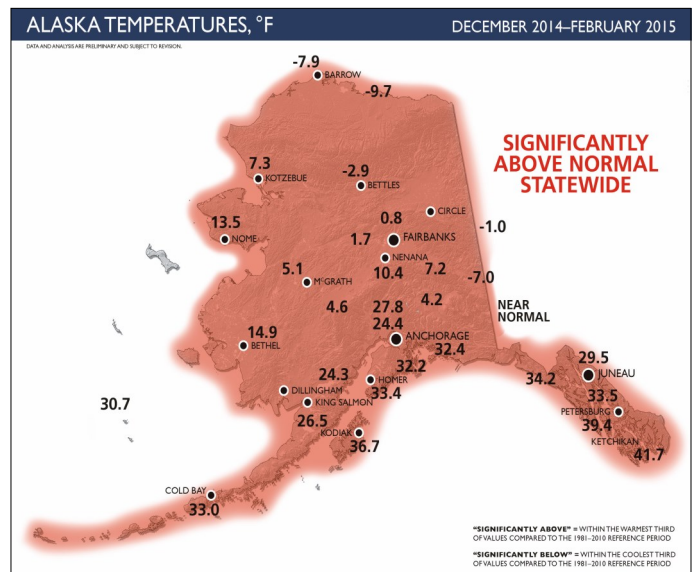 ALASKA TEMPERATURES, °F
DECEMBER 2014–FEBRUARY 2015
DATA AND ANALYSIS ARE PRELIMINARY AND SUBJECT TO REVISION.
-7.9
BARROW
-9.7
SIGNIFICANTLY
ABOVE NORMAL
STATEWIDE
7.3
KOTZEBUE
-2.9
BETTLES
CIRCLE
13.5
NOME
0.8
-1.0
1.7
FAIRBANKS
NENANA
5.1
10.4
7.2
-7.0
MCGRATH
4.6
27.8
4.2
NEAR
NORMAL
24.4
14.9
BETHEL
ANCHORAGE
32.4
29.5
JUNEAU
32.2
24.3
HOMER
34.2
DILLINGHAM
33.4
33.5
KING SALMON
30.7
PETERSBURG
26.5
39.4
KODIAK
KETCHIKAN
36.7
41.7
COLD BAY
33.0
"SIGNIFICANTLY ABOVE" = WITHIN THE WARMEST THIRD
OF VALUES COMPARED TO THE 1981–2010 REFERENCE PERIOD
"SIGNIFICANTLY BELOW" = WITHIN THE COOLEST THIRD
OF VALUES COMPARED TO THE 1981–2010 REFERENCE PERIOD